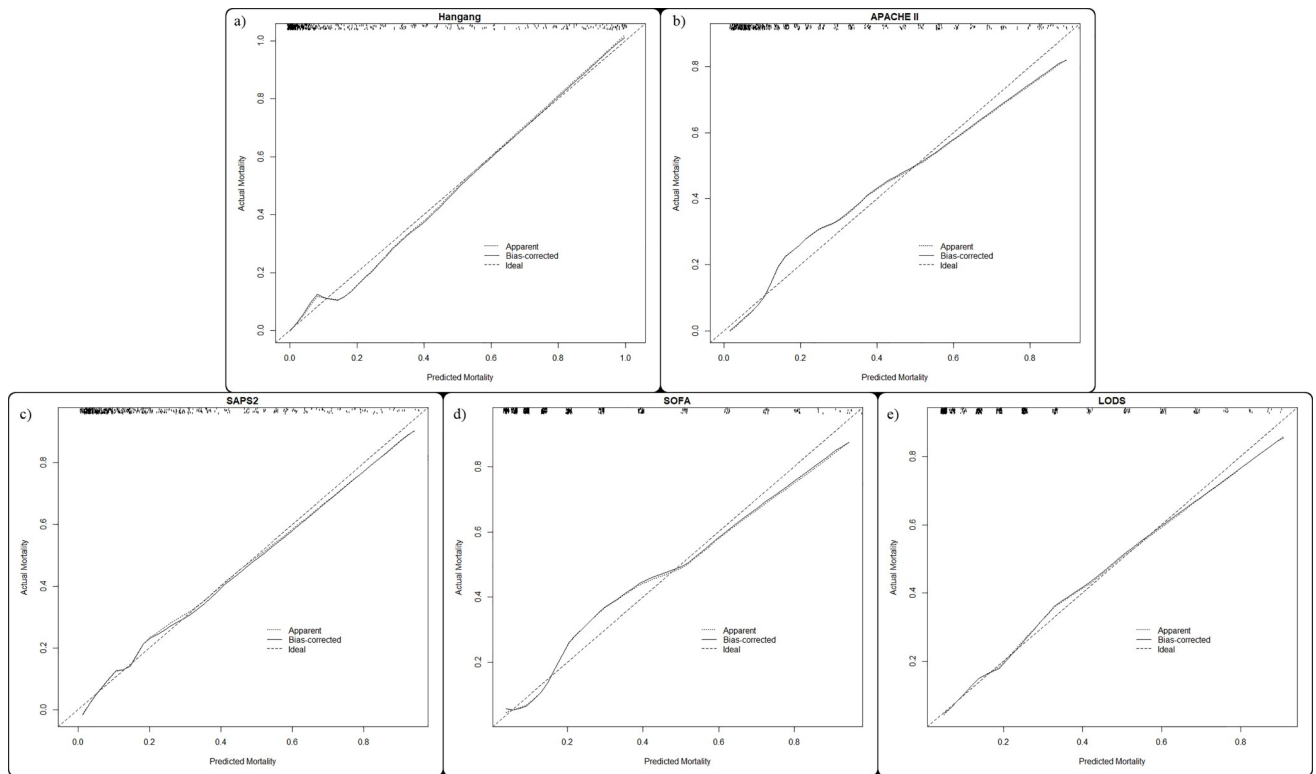 a)
Hangang
1.0
0.8
0.6
0.4
0.2
0.0
Actual Mortality
Apparent
Bias-corrected
Ideal
0.0 0.2 0.4 0.6 0.8 1.0
Predicted Mortality
b)
APACHE II
0.8
0.6
0.4
0.2
0.0
Actual Mortality
Apparent
Bias-corrected
Ideal
0.0 0.2 0.4 0.6 0.8
Predicted Mortality
c)
SAPS2
0.8
0.6
0.4
0.2
0.0
Actual Mortality
Apparent
Bias-corrected
Ideal
0.0 0.2 0.4 0.6 0.8
Predicted Mortality
d)
SOFA
0.8
0.6
0.4
0.2
Actual Mortality
Apparent
Bias-corrected
Ideal
0.2 0.4 0.6 0.8
Predicted Mortality
e)
LODS
0.8
0.6
0.4
0.2
Actual Mortality
Apparent
Bias-corrected
Ideal
0.0 0.2 0.4 0.6 0.8
Predicted Mortality